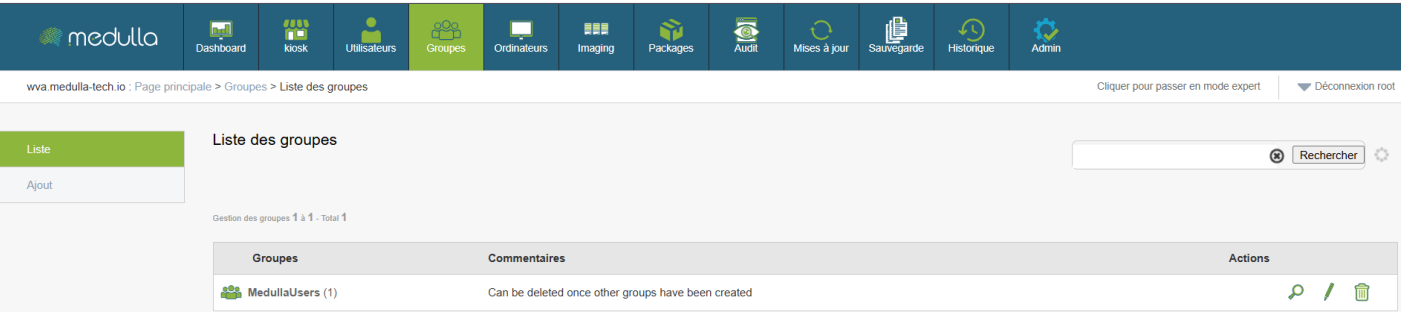 medulla
Dashboard kiosk Utilisateurs Groupes Ordinateurs Imaging Packages Audit Mises à jour Sauvegarde Historique Admin
wva.medulla-tech.io : Page principale > Groupes > Liste des groupes Cliquer pour passer en mode expert Déconnexion root
Liste
Ajout
Liste des groupes
Rechercher
Gestion des groupes 1 à 1 - Total 1
Groupes Commentaires Actions
MedullaUsers (1) Can be deleted once other groups have been created